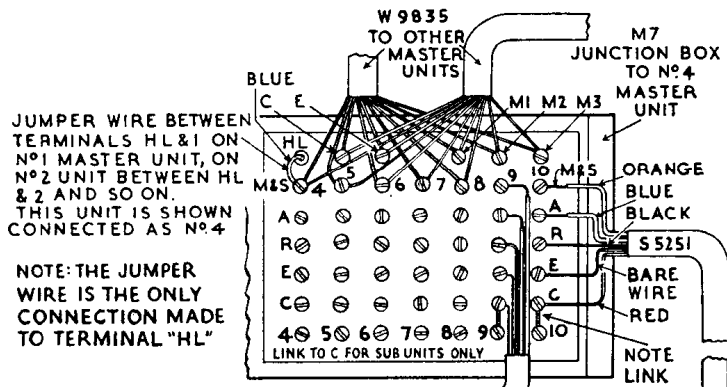 W 9835
TO OTHER
MASTER
UNITS
M7
JUNCTION BOX
TO Nº.4
MASTER
UNIT
BLUE
C E
M1 M2 M3
JUMPER WIRE BETWEEN
TERMINALS HL & 1 ON
Nº1 MASTER UNIT, ON
Nº2 UNIT BETWEEN HL
& 2 AND SO ON.
THIS UNIT IS SHOWN
CONNECTED AS Nº4
NOTE: THE JUMPER
WIRE IS THE ONLY
CONNECTION MADE
TO TERMINAL "HL"
HL
M&S 4 5 6 7 8 9 10 M&S
ORANGE
BLUE
BLACK
A A
R R
S 5251
E E
BARE
WIRE
C C
RED
4 5 6 7 8 9 10
LINK TO C FOR SUB UNITS ONLY
NOTE
LINK